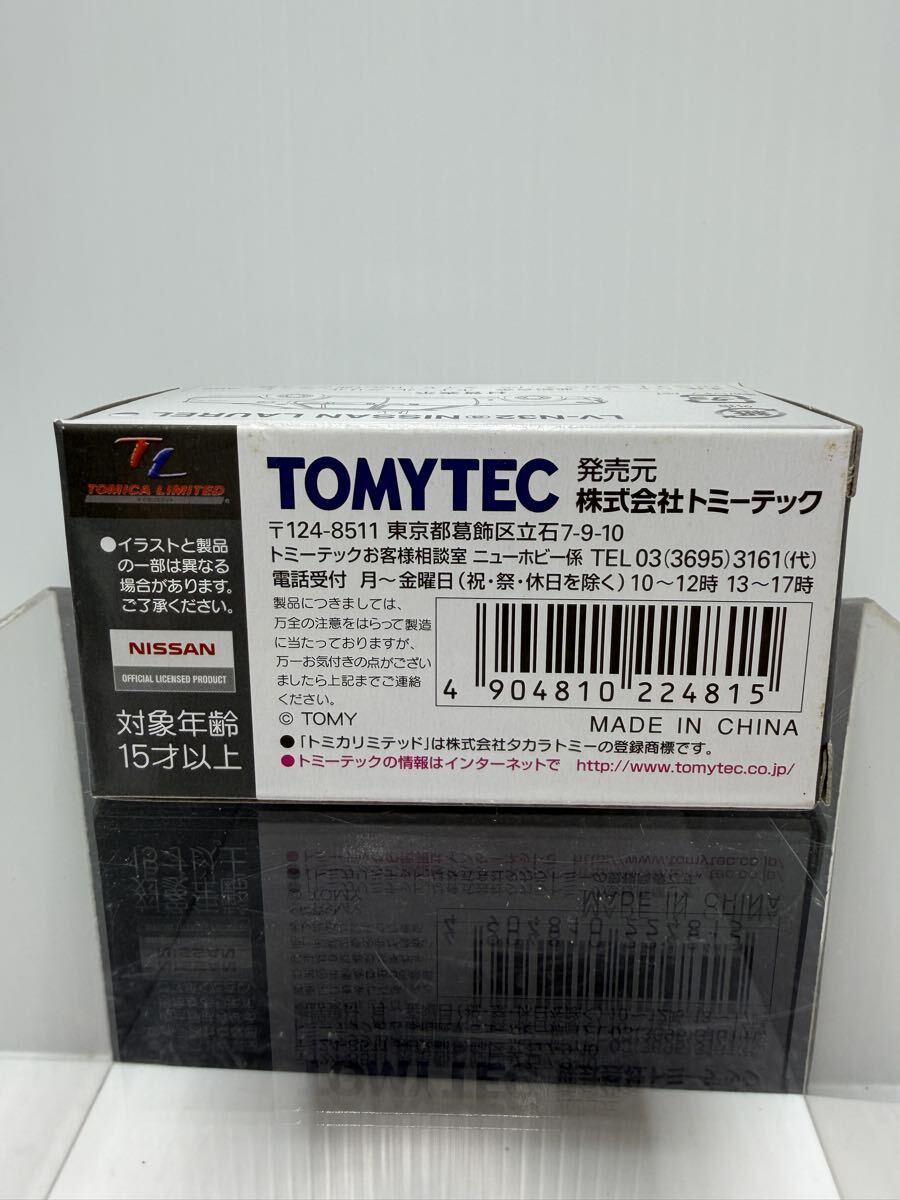 LV-N32ⓐ NISSAN LAUREL
TL
TOMICA LIMITED
●イラストと製品
の一部は異なる
場合があります。
ご了承ください。
NISSAN
OFFICIAL LICENSED PRODUCT
対象年齢
15才以上
TOMYTEC 発売元
株式会社トミーテック
〒124-8511 東京都葛飾区立石7-9-10
トミーテックお客様相談室 ニューホビー係 TEL 03(3695)3161(代)
電話受付 月〜金曜日(祝・祭・休日を除く) 10〜12時 13〜17時
製品につきましては、
万全の注意をはらって製造
に当たっておりますが、
万一お気付きの点がござい
ましたら上記までご連絡
ください。
4 904810 224815
© TOMY
MADE IN CHINA
●「トミカリミテッド」は株式会社タカラトミーの登録商標です。
●トミーテックの情報はインターネットで http://www.tomytec.co.jp/